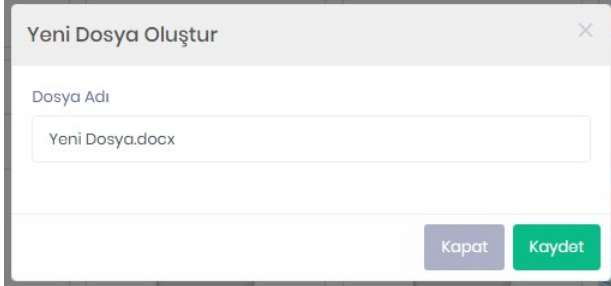 Yeni Dosya Oluştur
Dosya Adı
Yeni Dosya.docx
Kapat
Kaydet